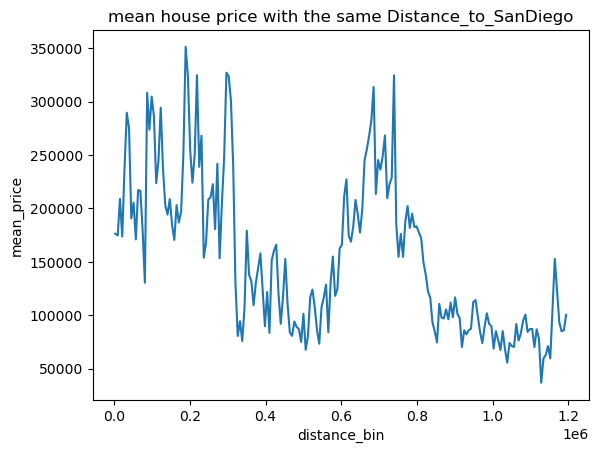 mean house price with the same Distance_to_SanDiego
350000
300000
250000
200000
150000
100000
50000
mean_price
0.0 0.2 0.4 0.6 0.8 1.0 1.2
1e6
distance_bin